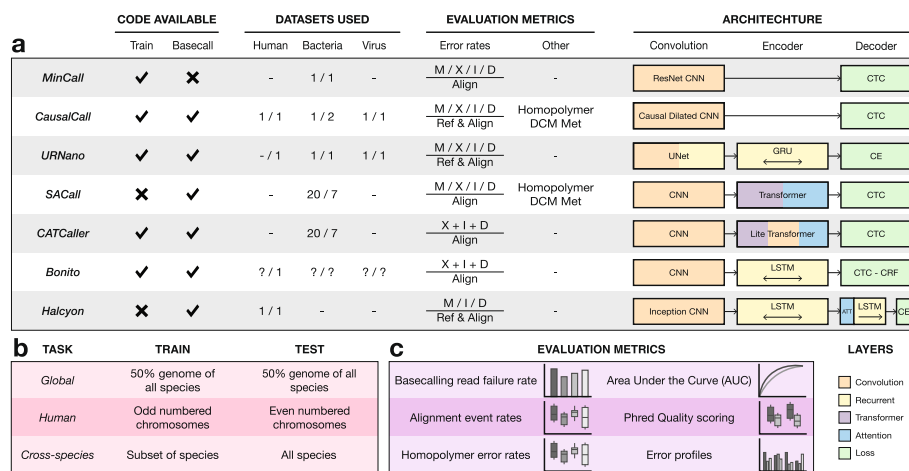 CODE AVAILABLE DATASETS USED EVALUATION METRICS ARCHITECHTURE
a Train Basecall Human Bacteria Virus Error rates Other Convolution Encoder Decoder
MinCall - 1 / 1 - M / X / I / D Align - ResNet CNN CTC
CausalCall 1 / 1 1 / 2 1 / 1 M / X / I / D Ref & Align Homopolymer DCM Met Causal Dilated CNN CTC
URNano - / 1 1 / 1 1 / 1 M / X / I / D Ref & Align - UNet GRU CE
SACall - 20 / 7 - M / X / I / D Align Homopolymer DCM Met CNN Transformer CTC
CATCaller - 20 / 7 - X + I + D Align - CNN Lite Transformer CTC
Bonito ? / 1 ? / ? ? / ? X + I + D Align - CNN LSTM CTC - CRF
Halcyon 1 / 1 - - M / I / D Ref & Align - Inception CNN LSTM ATT LSTM CE
b TASK TRAIN TEST
Global 50% genome of all species 50% genome of all species
Human Odd numbered chromosomes Even numbered chromosomes
Cross-species Subset of species All species
c EVALUATION METRICS
Basecalling read failure rate Area Under the Curve (AUC)
Alignment event rates Phred Quality scoring
Homopolymer error rates Error profiles
LAYERS
Convolution
Recurrent
Transformer
Attention
Loss